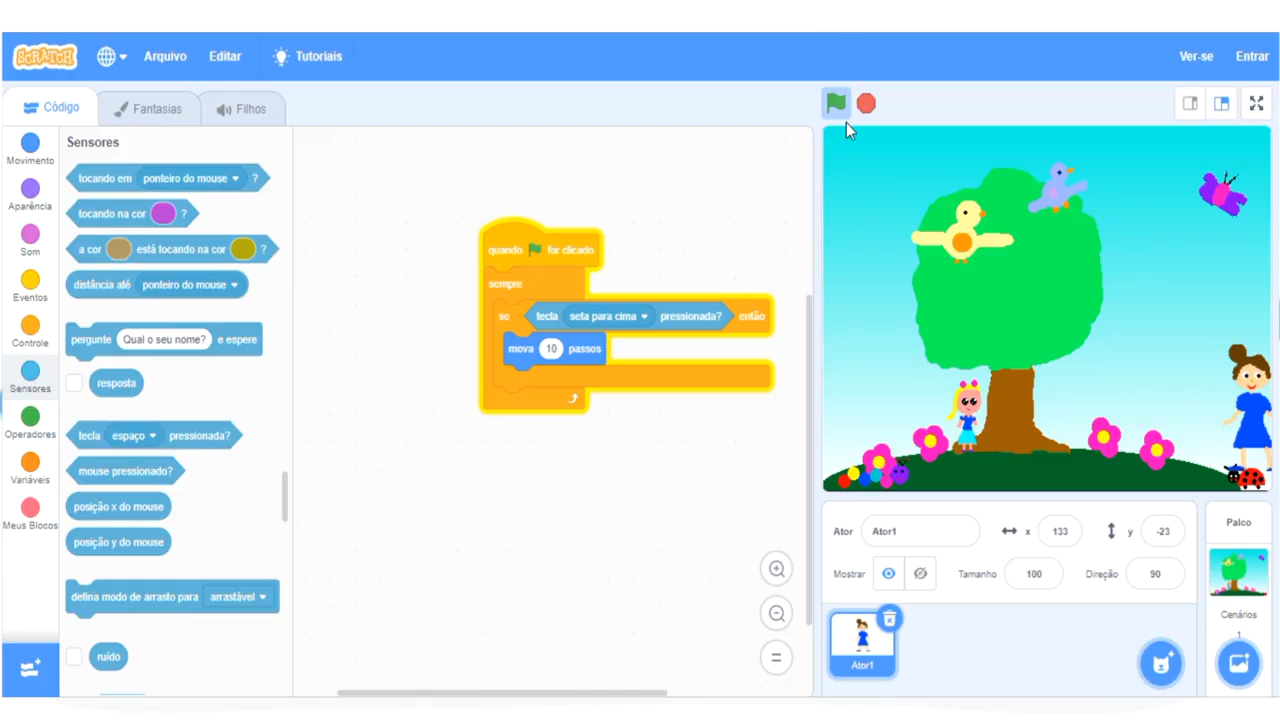 SCRATCH
Arquivo
Editar
Tutoriais
Ver-se
Entrar
Código
Fantasias
Filhos
Movimento
Aparência
Som
Eventos
Controle
Sensores
Operadores
Variáveis
Meus Blocos
Sensores
tocando em ponteiro do mouse ?
tocando na cor ?
a cor está tocando na cor ?
distância até ponteiro do mouse
pergunte Qual o seu nome? e espere
resposta
tecla espaço pressionada?
mouse pressionado?
posição x do mouse
posição y do mouse
defina modo de arrasto para arrastável
ruído
quando for clicado
sempre
se tecla seta para cima pressionada? então
mova 10 passos
Ator Ator1 x 133 y -23
Mostrar Tamanho 100 Direção 90
Ator1
Palco
Cenários
1